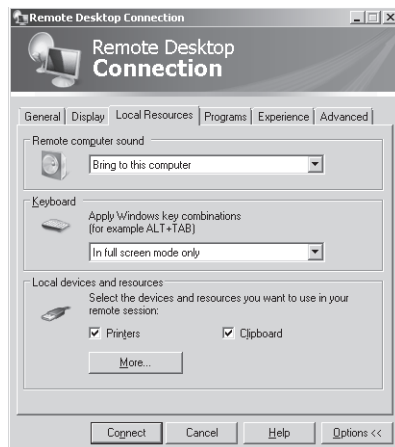 Remote Desktop Connection
Remote Desktop
Connection
General Display Local Resources Programs Experience Advanced
Remote computer sound
Bring to this computer
Keyboard
Apply Windows key combinations
(for example ALT+TAB)
In full screen mode only
Local devices and resources
Select the devices and resources you want to use in your
remote session:
Printers Clipboard
More...
Connect Cancel Help Options <<